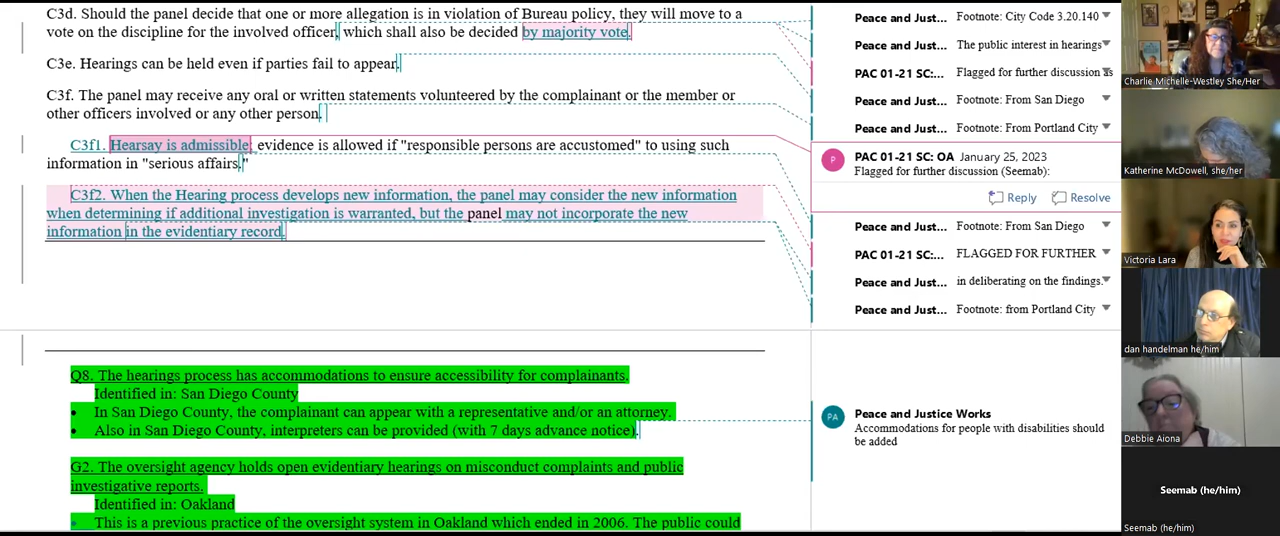 C3d. Should the panel decide that one or more allegation is in violation of Bureau policy, they will move to a
vote on the discipline for the involved officer, which shall also be decided by majority vote.
C3e. Hearings can be held even if parties fail to appear.
C3f. The panel may receive any oral or written statements volunteered by the complainant or the member or
other officers involved or any other person.
C3f1. Hearsay is admissible, evidence is allowed if "responsible persons are accustomed" to using such
information in "serious affairs."
C3f2. When the Hearing process develops new information, the panel may consider the new information
when determining if additional investigation is warranted, but the panel may not incorporate the new
information in the evidentiary record.
Q8. The hearings process has accommodations to ensure accessibility for complainants.
Identified in: San Diego County
• In San Diego County, the complainant can appear with a representative and/or an attorney.
• Also in San Diego County, interpreters can be provided (with 7 days advance notice).
G2. The oversight agency holds open evidentiary hearings on misconduct complaints and public
investigative reports.
Identified in: Oakland
• This is a previous practice of the oversight system in Oakland which ended in 2006. The public could
Peace and Just... Footnote: City Code 3.20.140
Peace and Just... The public interest in hearings
PAC 01-21 SC:... Flagged for further discussion as
Peace and Just... Footnote: From San Diego
Peace and Just... Footnote: From Portland City
P
PAC 01-21 SC: OA January 25, 2023
Flagged for further discussion (Seemab):
Reply Resolve
Peace and Just... Footnote: From San Diego
PAC 01-21 SC:... FLAGGED FOR FURTHER
Peace and Just... in deliberating on the findings.
Peace and Just... Footnote: from Portland City
PA
Peace and Justice Works
Accommodations for people with disabilities should
be added
Charlie Michelle-Westley She/Her
Katherine McDowell, she/her
Victoria Lara
dan handelman he/him
Debbie Aiona
Seemab (he/him)
Seemab (he/him)